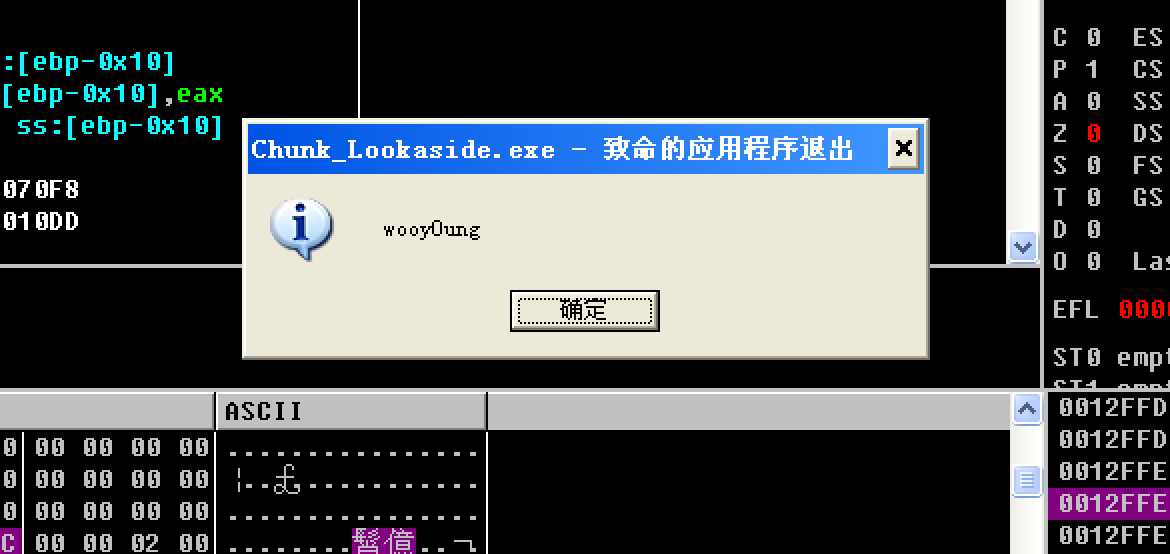 :[ebp-0x10]
[ebp-0x10],eax
ss:[ebp-0x10]
070F8
010DD
Chunk_Lookaside.exe - 致命的应用程序退出
wooy0ung
确定
C 0 ES
P 1 CS
A 0 SS
Z 0 DS
S 0 FS
T 0 GS
D 0
O 0 Las
EFL 000
ST0 empt
ST1 empt
ASCII
0 00 00 00 00 ................
0 00 00 00 00 ¦..£............
0 00 00 00 00 ................
C 00 00 02 00
0012FFD
0012FFD
0012FFE
0012FFE
0012FFE